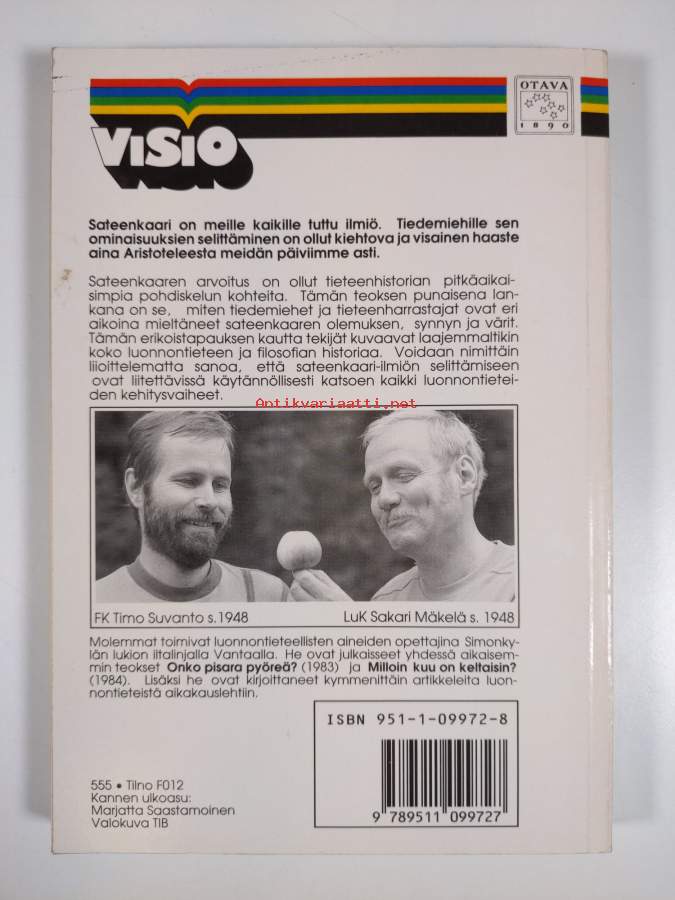 OTAVA
1890
VISIO
Sateenkaari on meille kaikille tuttu ilmiö. Tiedemiehille sen
ominaisuuksien selittäminen on ollut kiehtova ja visainen haaste
aina Aristoteleesta meidän päiviimme asti.
Sateenkaaren arvoitus on ollut tieteenhistorian pitkäaikai-
simpia pohdiskelun kohteita. Tämän teoksen punaisena lan-
kana on se, miten tiedemiehet ja tieteenharrastajat ovat eri
aikoina mieltäneet sateenkaaren olemuksen, synnyn ja värit.
Tämän erikoistapauksen kautta tekijät kuvaavat laajemmaltikin
koko luonnontieteen ja filosofian historiaa. Voidaan nimittäin
liioittelematta sanoa, että sateenkaari-ilmiön selittämiseen
ovat liitettävissä käytännöllisesti katsoen kaikki luonnontietei-
den kehitysvaiheet.
Antikvariaatti.net
FK Timo Suvanto s.1948
LuK Sakari Mäkelä s. 1948
Molemmat toimivat luonnontieteellisten aineiden opettajina Simonky-
län lukion iltalinjalla Vantaalla. He ovat julkaisseet yhdessä aikaisem-
min teokset Onko pisara pyöreä? (1983) ja Milloin kuu on keltaisin?
(1984). Lisäksi he ovat kirjoittaneet kymmenittäin artikkeleita luon-
nontieteistä aikakauslehtiin.
ISBN 951-1-09972-8
9 789511 099727
555 • Tilno F012
Kannen ulkoasu:
Marjatta Saastamoinen
Valokuva TIB